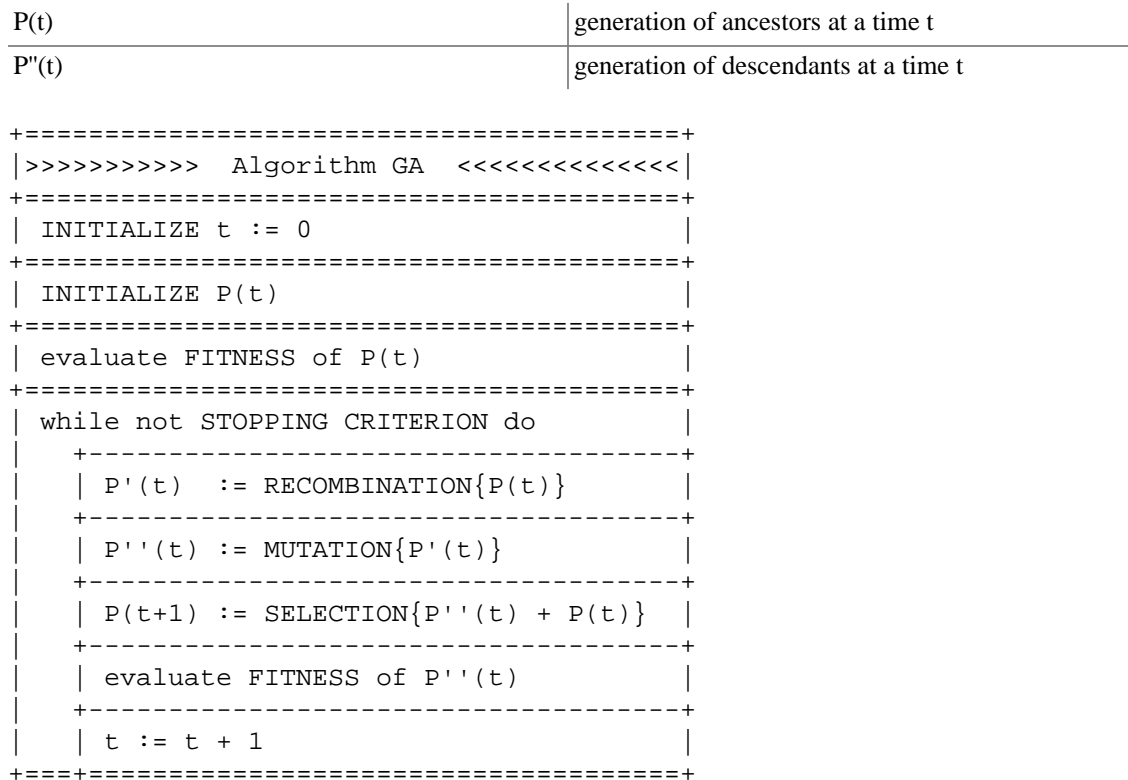 P(t) generation of ancestors at a time t
P"(t) generation of descendants at a time t
+=========================================+
|>>>>>>>>>>>  Algorithm GA  <<<<<<<<<<<<<<|
+=========================================+
| INITIALIZE t := 0                       |
+=========================================+
| INITIALIZE P(t)                         |
+=========================================+
| evaluate FITNESS of P(t)                |
+=========================================+
| while not STOPPING CRITERION do         |
|   +-------------------------------------+
|   | P'(t)  := RECOMBINATION{P(t)}       |
|   +-------------------------------------+
|   | P''(t) := MUTATION{P'(t)}           |
|   +-------------------------------------+
|   | P(t+1) := SELECTION{P''(t) + P(t)}  |
|   +-------------------------------------+
|   | evaluate FITNESS of P''(t)          |
|   +-------------------------------------+
|   | t := t + 1                          |
+===+=====================================+